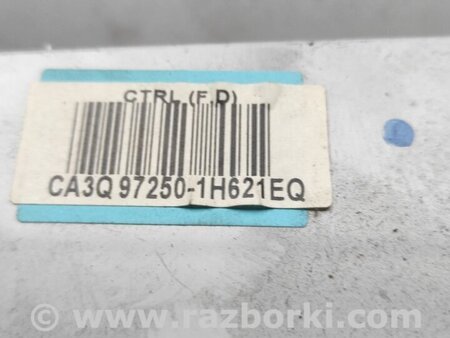 CTRL (F,D)
CA3Q 97250-1H621EQ
© www.razborki.com